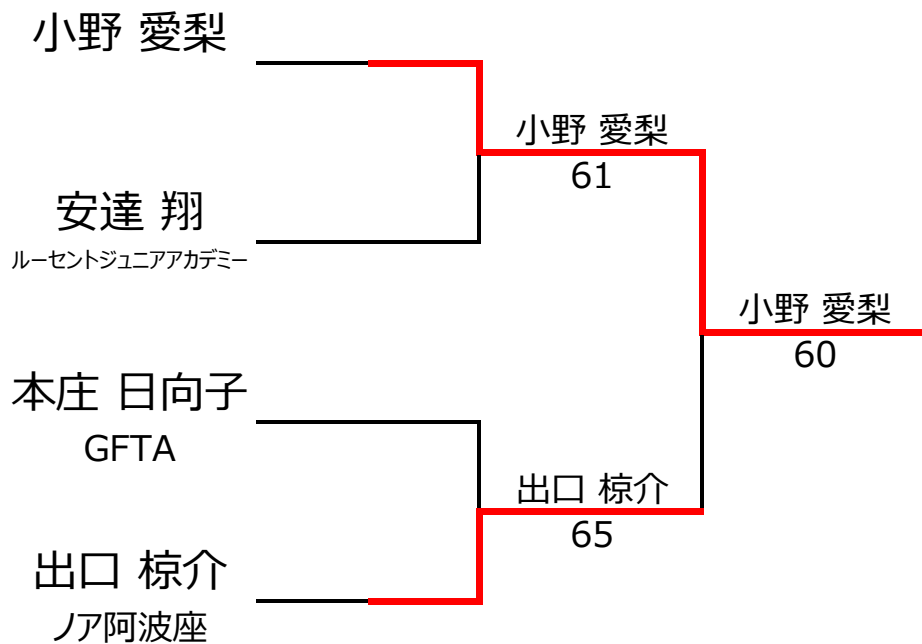 小野 愛梨
安達 翔
ルーセントジュニアアカデミー
本庄 日向子
GFTA
出口 椋介
ノア阿波座
小野 愛梨
61
出口 椋介
65
小野 愛梨
60